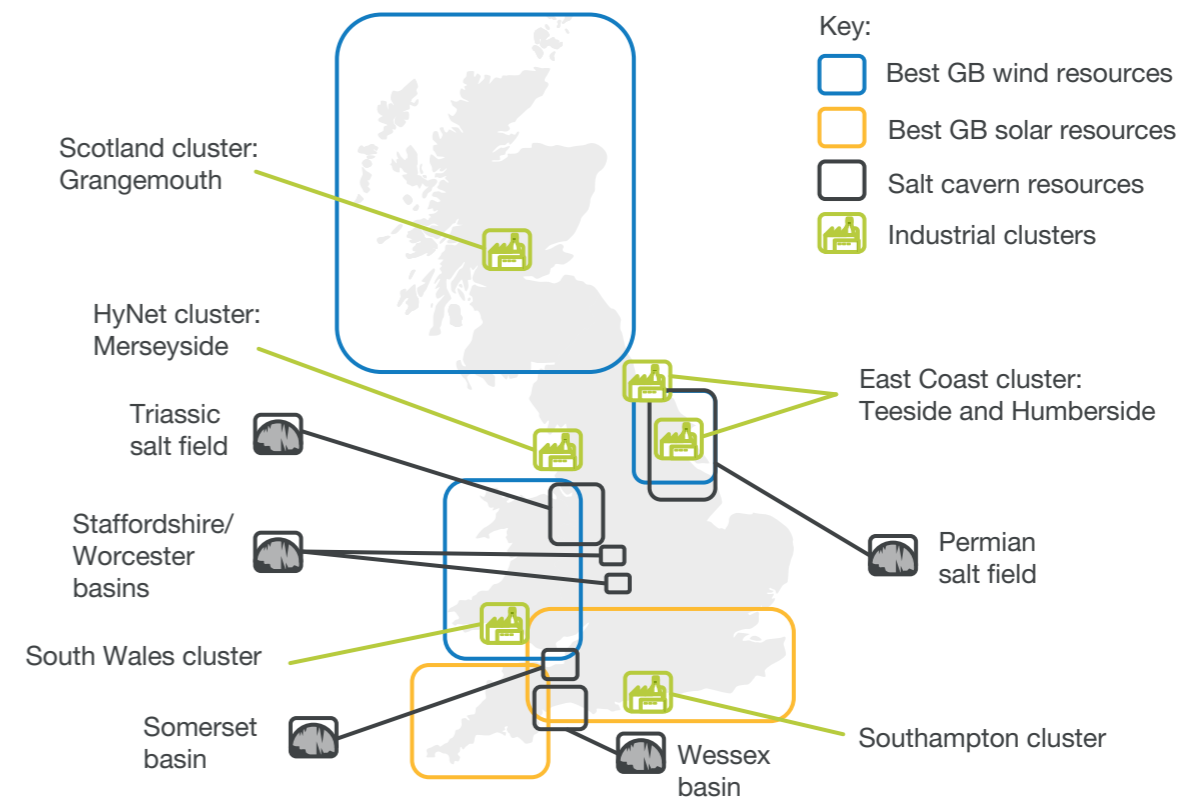 Key:
Best GB wind resources
Best GB solar resources
Salt cavern resources
Industrial clusters
Scotland cluster:
Grangemouth
HyNet cluster:
Merseyside
Triassic
salt field
Staffordshire/
Worcester
basins
South Wales cluster
Somerset
basin
East Coast cluster:
Teeside and Humberside
Permian
salt field
Southampton cluster
Wessex
basin